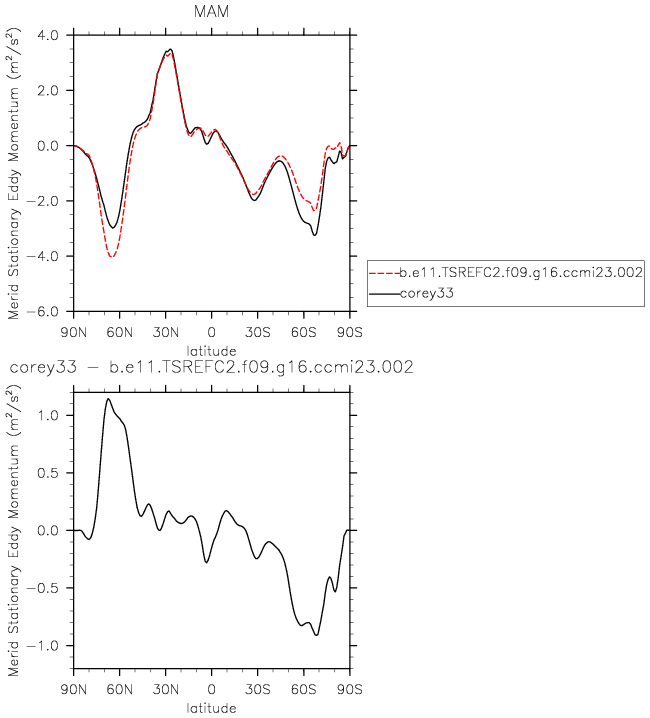 MAM
Merid Stationary Eddy Momentum (m²/s²)
4.0
2.0
0.0
−2.0
−4.0
−6.0
90N 60N 30N 0 30S 60S 90S
latitude
b.e11.TSREFC2.f09.g16.ccmi23.002
corey33
corey33 − b.e11.TSREFC2.f09.g16.ccmi23.002
Merid Stationary Eddy Momentum (m²/s²)
1.0
0.5
0.0
−0.5
−1.0
90N 60N 30N 0 30S 60S 90S
latitude